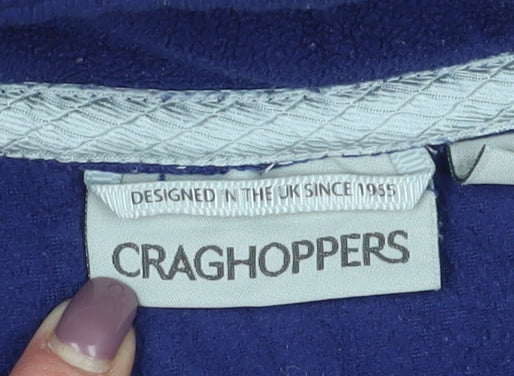 DESIGNED IN THE UK SINCE 1965
CRAGHOPPERS